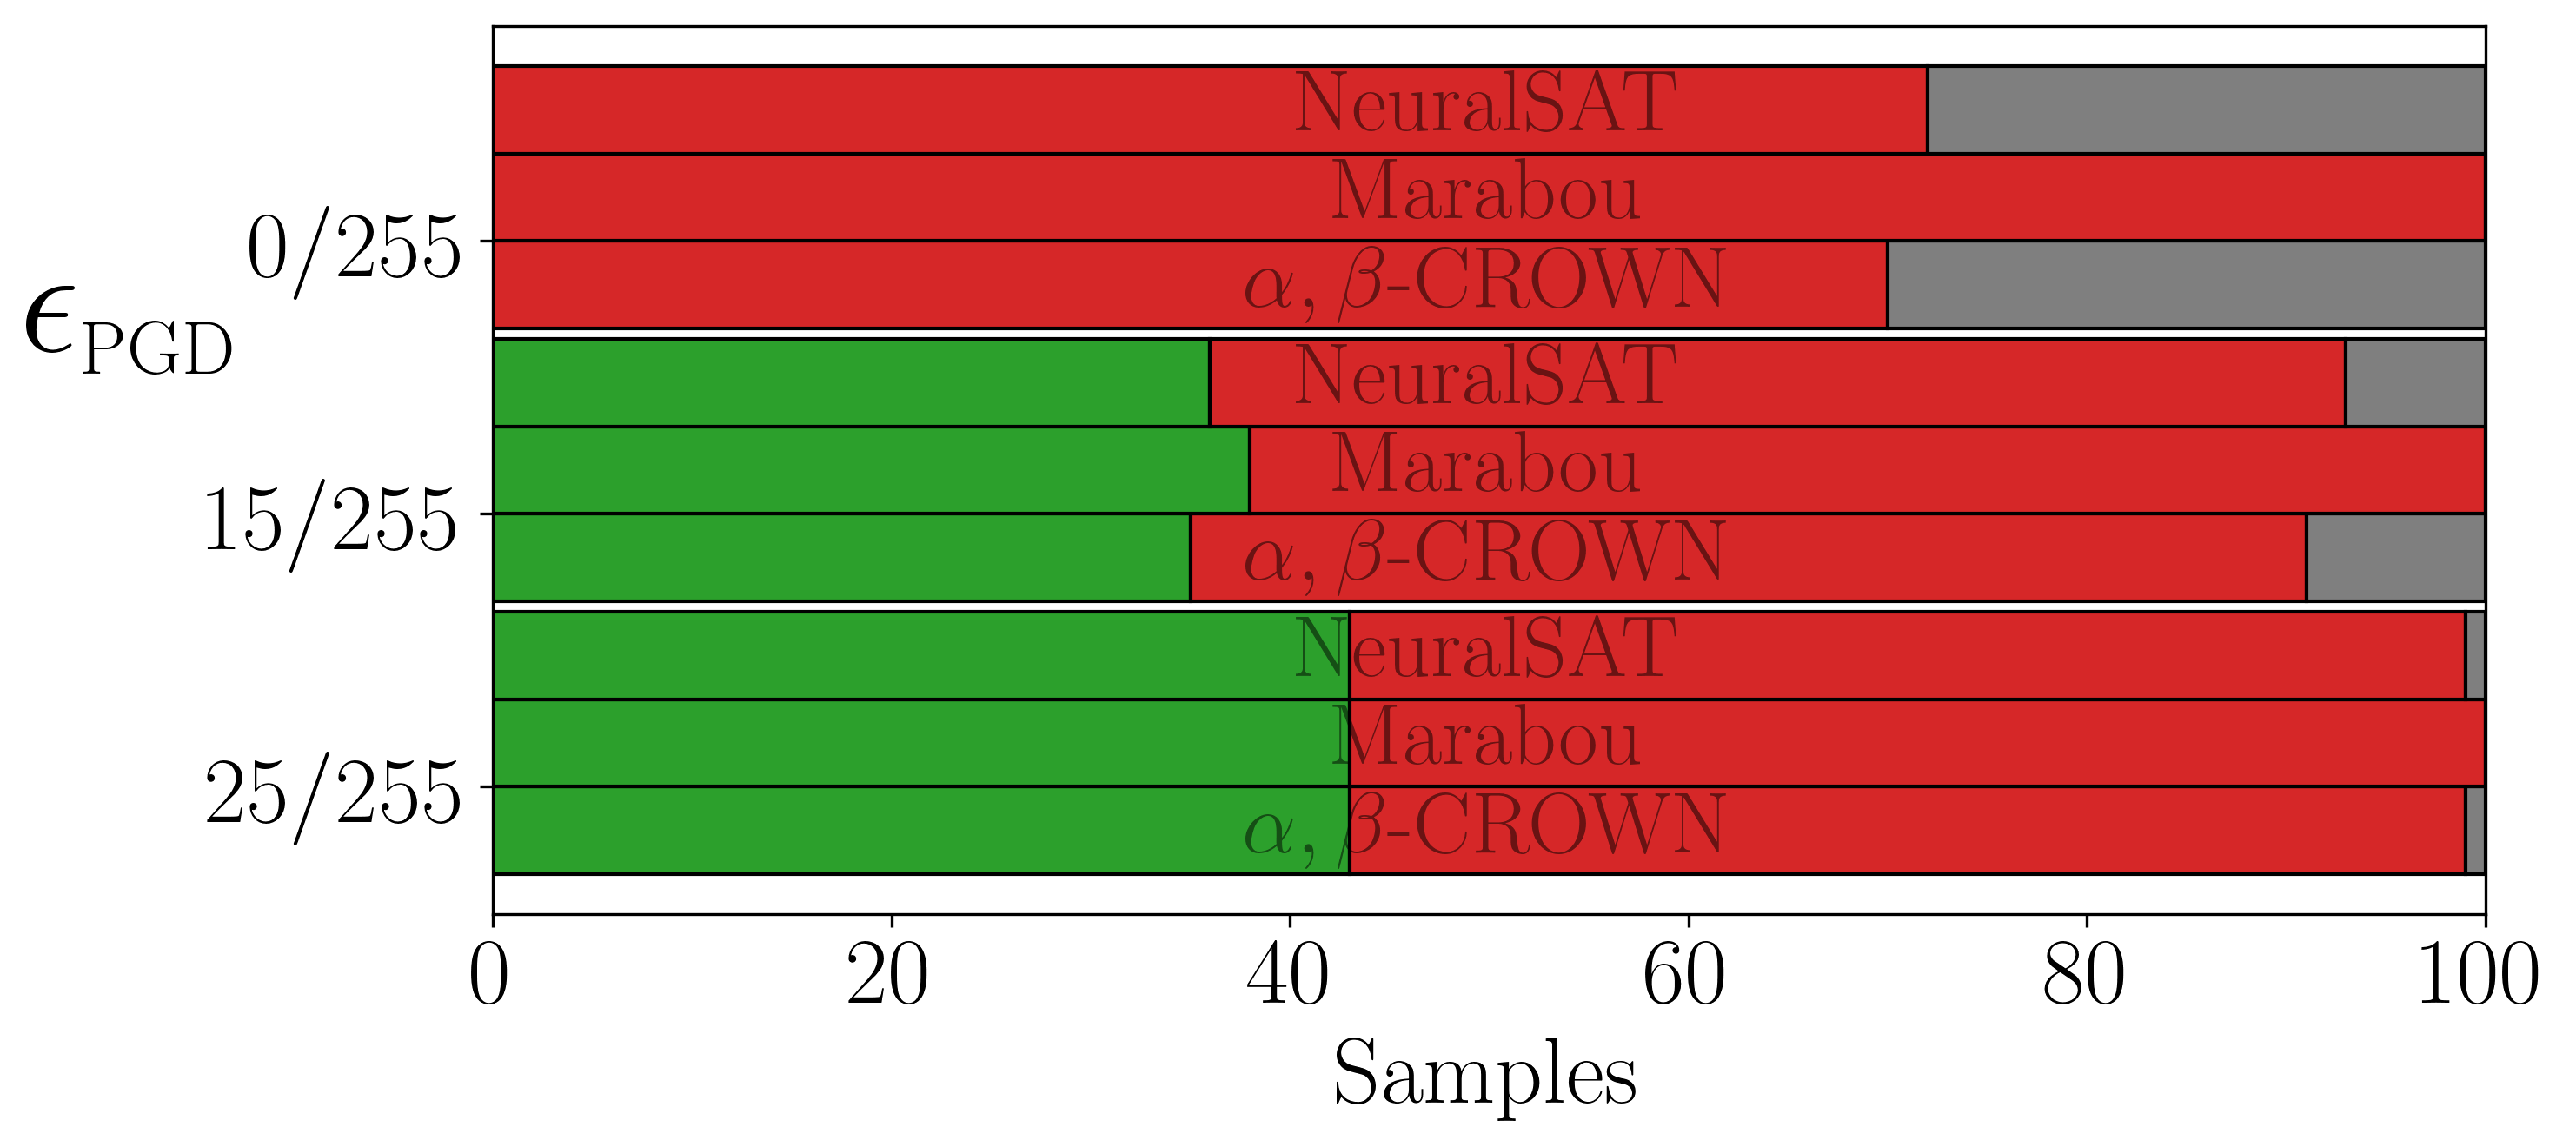 NeuralSAT
Marabou
0/255
α, β-CROWN
ϵPGD
NeuralSAT
Marabou
15/255
α, β-CROWN
NeuralSAT
Marabou
25/255
α, β-CROWN
0 20 40 60 80 100
Samples